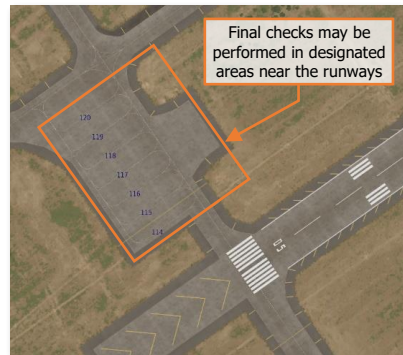 Final checks may be
performed in designated
areas near the runways
120
119
118
117
116
115
114
05